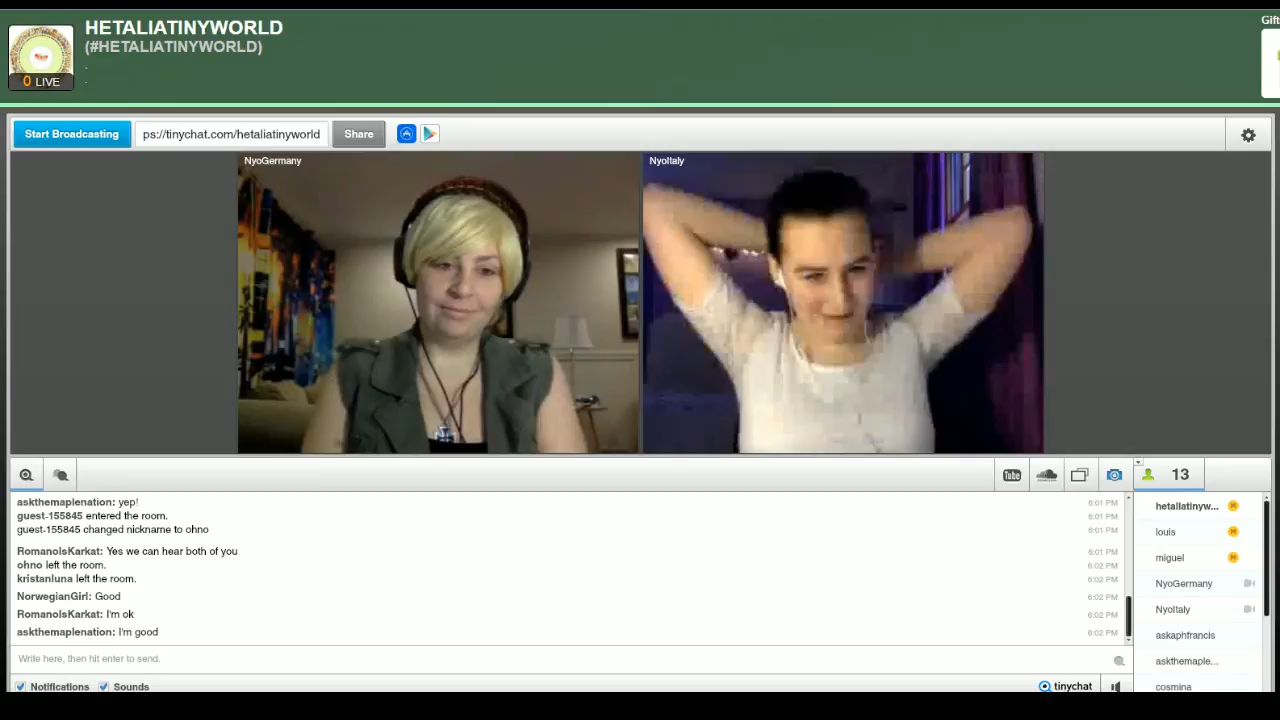 HETALIATINYWORLD
(#HETALIATINYWORLD)
0 LIVE
Gift
Start Broadcasting
ps://tinychat.com/hetaliatinyworld
Share
NyoGermany
NyoItaly
You Tube
13
askthemaplenation: yep! 6:01 PM
guest-155845 entered the room. 6:01 PM
guest-155845 changed nickname to ohno 6:01 PM
RomanoIsKarkat: Yes we can hear both of you 6:01 PM
ohno left the room. 6:02 PM
kristanluna left the room. 6:02 PM
NorwegianGirl: Good 6:02 PM
RomanoIsKarkat: I'm ok 6:02 PM
askthemaplenation: I'm good 6:02 PM
hetaliatinyw...
louis
miguel
NyoGermany
NyoItaly
askaphfrancis
askthemaple...
cosmina
Write here, then hit enter to send.
Notifications
Sounds
tinychat